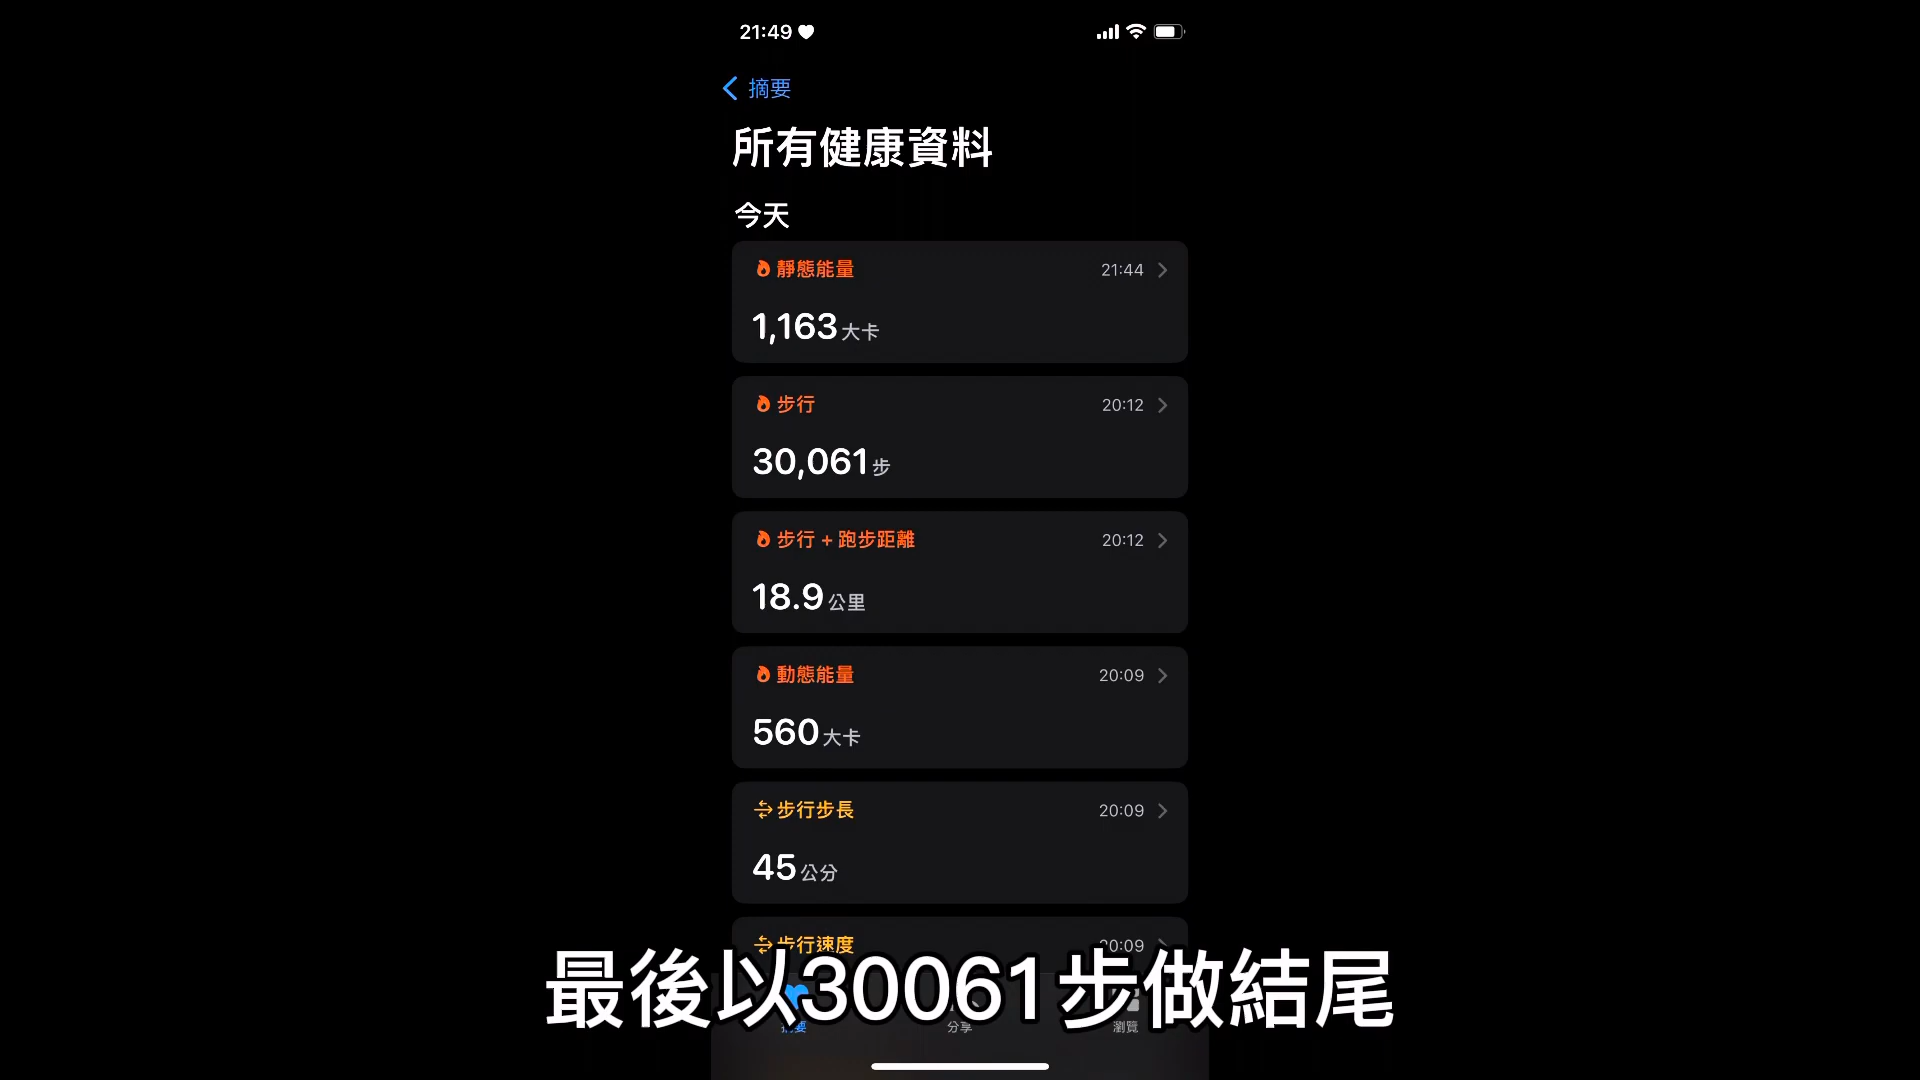 21:49
摘要
所有健康資料
今天
靜態能量 21:44
1,163大卡
步行 20:12
30,061步
步行 + 跑步距離 20:12
18.9公里
動態能量 20:09
560大卡
步行步長 20:09
45公分
步行速度 20:09
最後以30061步做結尾
摘要 分享 瀏覽